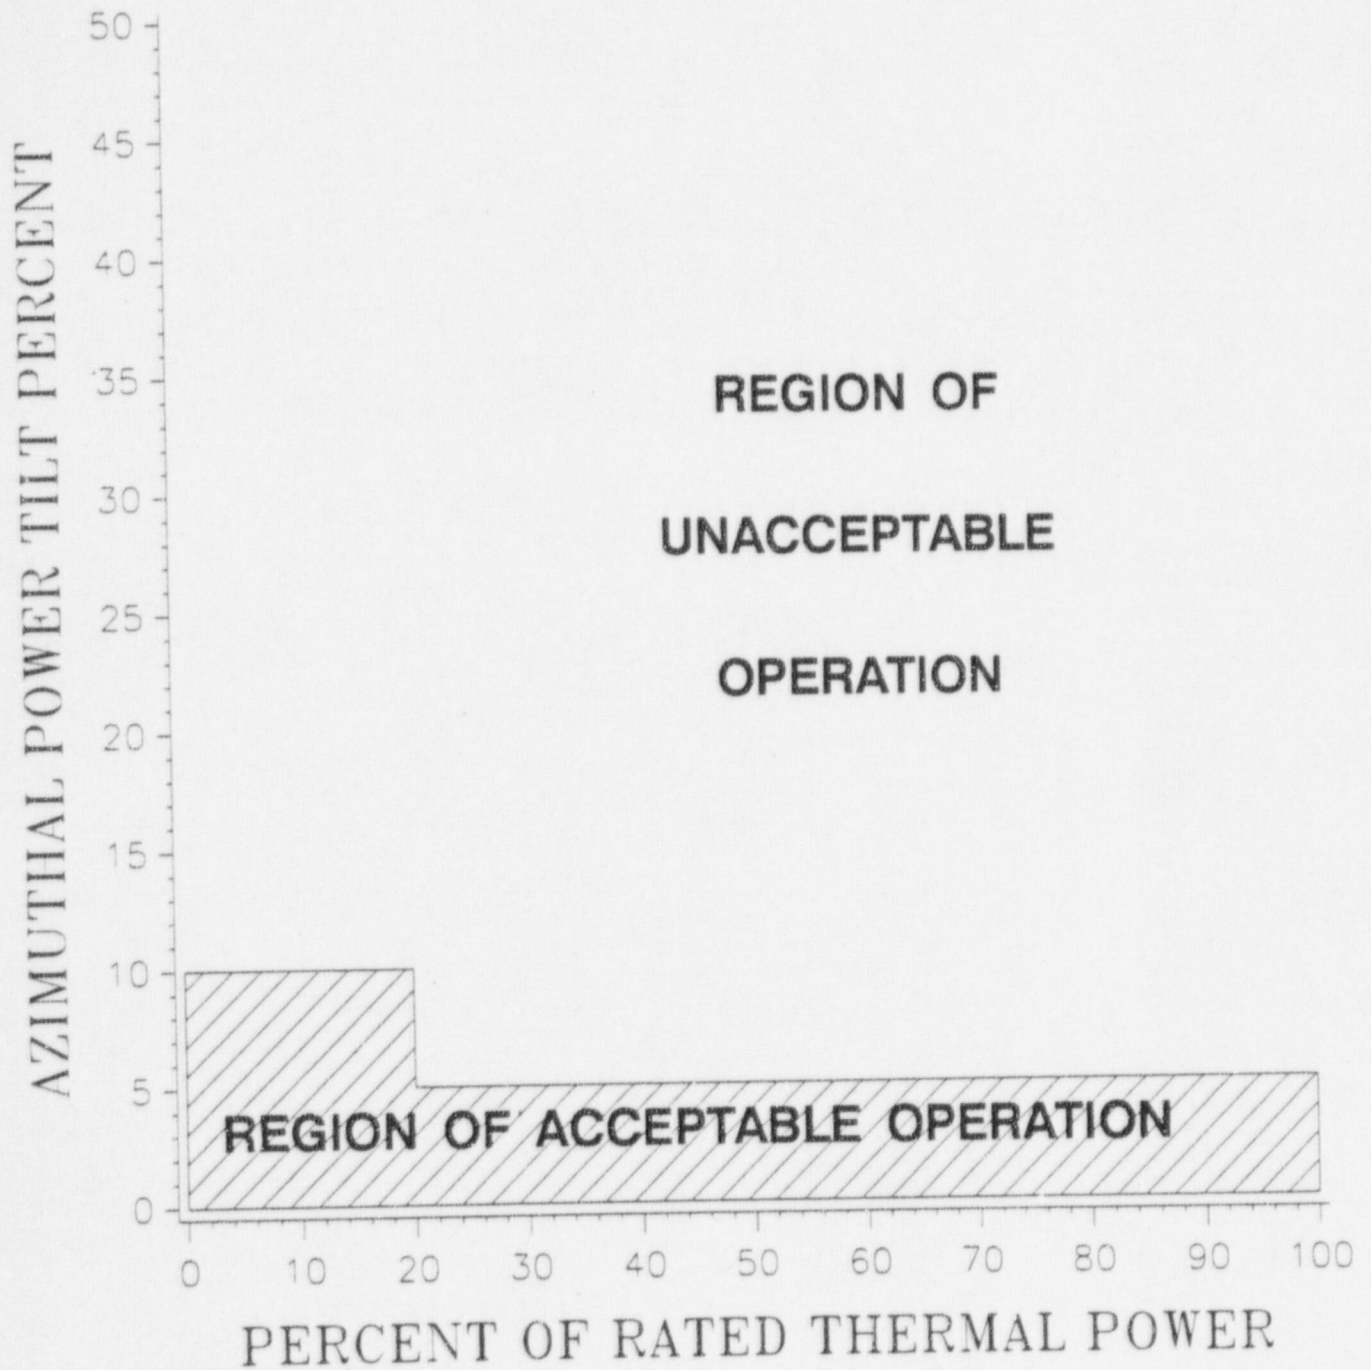 AZIMUTHAL POWER TILT PERCENT
50
45
40
35
30
25
20
15
10
5
0
REGION OF
UNACCEPTABLE
OPERATION
REGION OF ACCEPTABLE OPERATION
0 10 20 30 40 50 60 70 80 90 100
PERCENT OF RATED THERMAL POWER